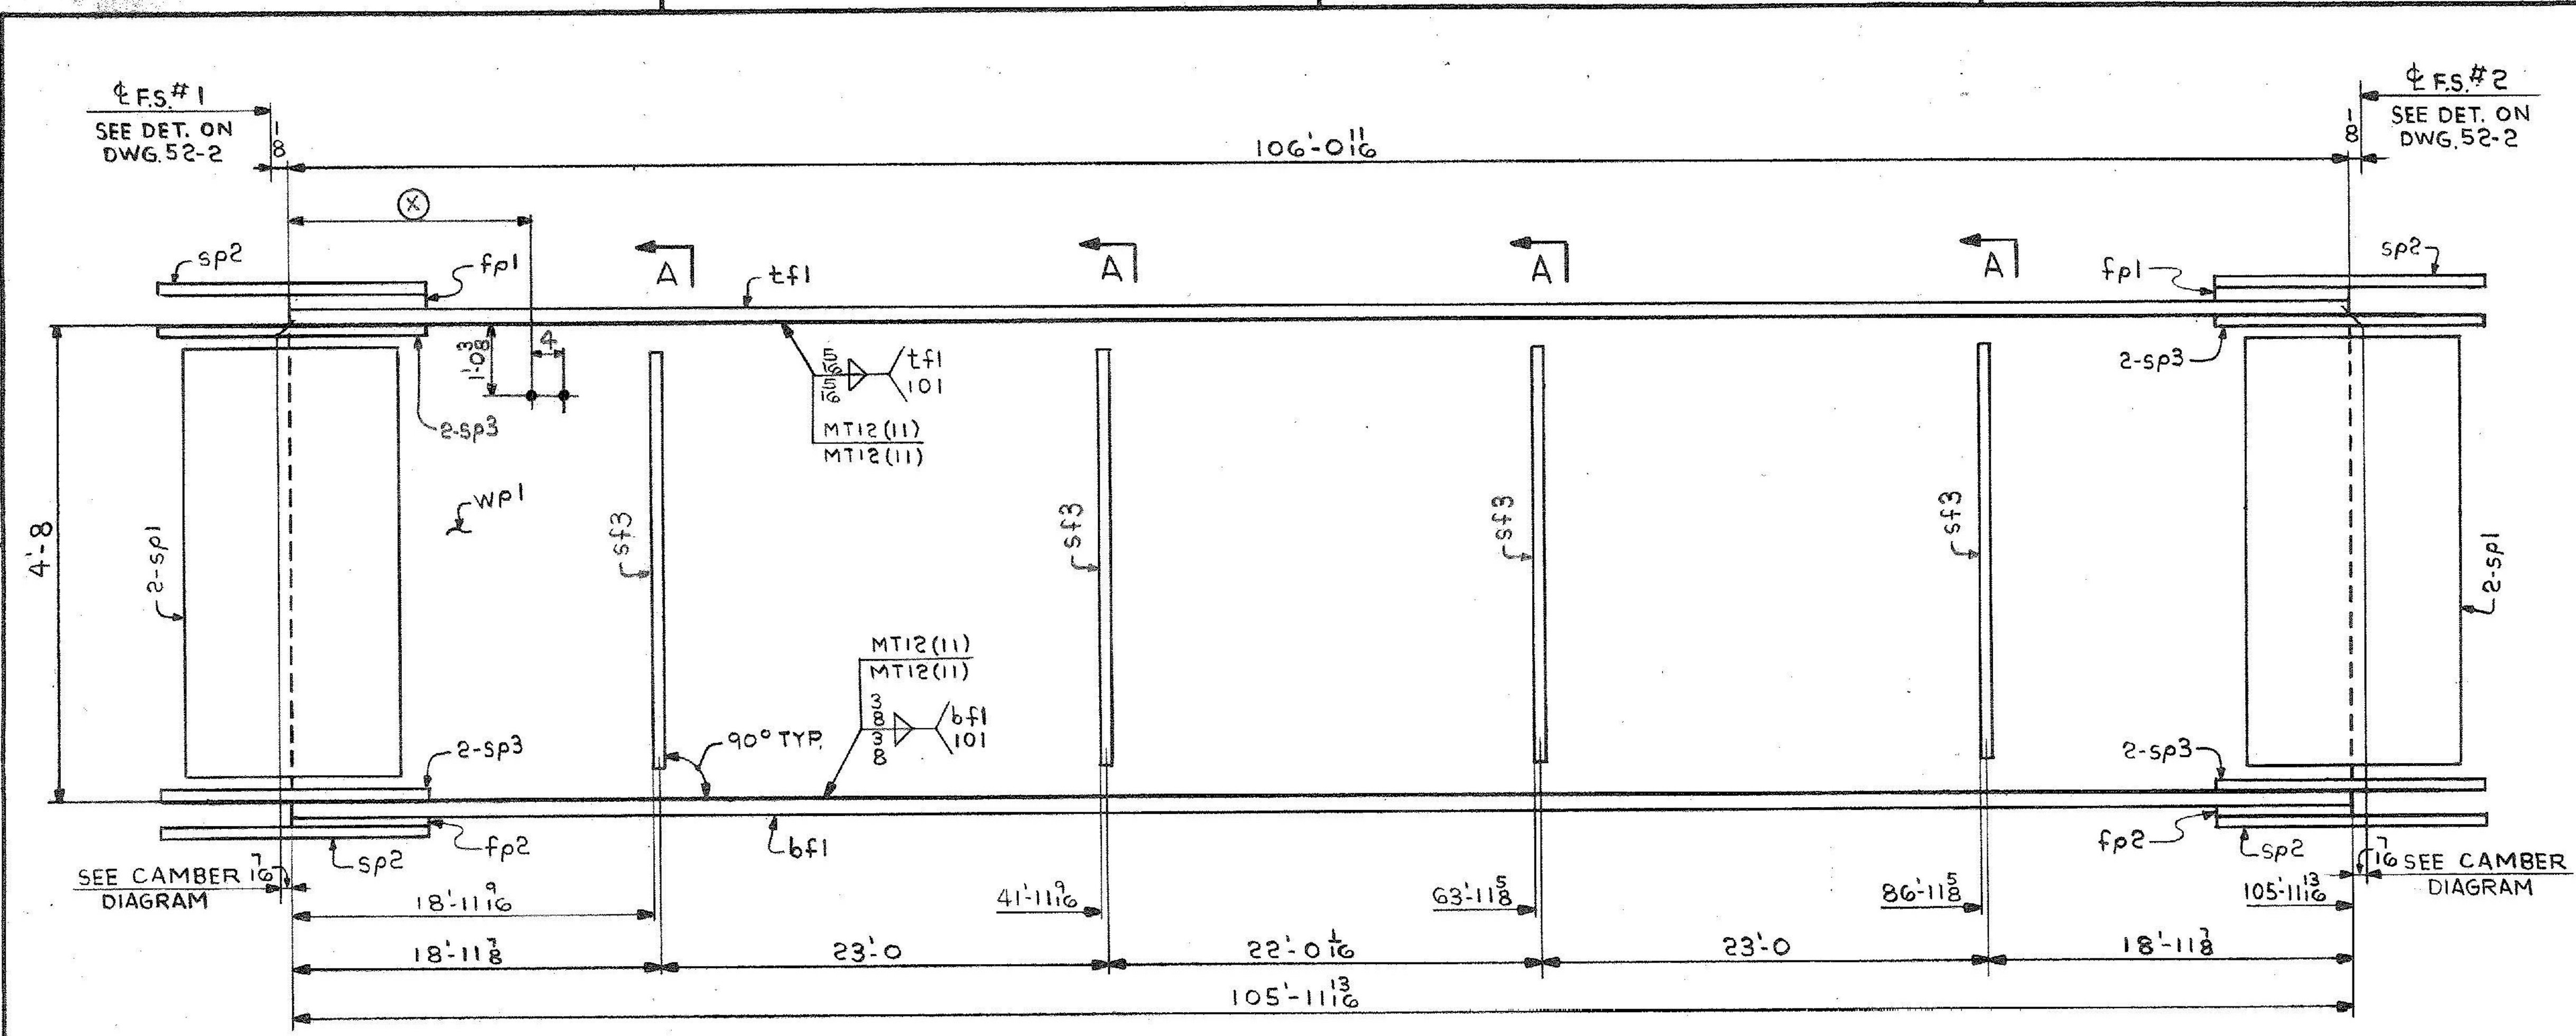 ℄ F.S.#1
SEE DET. ON
DWG. 52-2
1/8
106'-0 11/16
1/8
℄ F.S.#2
SEE DET. ON
DWG. 52-2
X
sp2
fp1
A
tf1
A
A
A
fp1
sp2
1'-0 3/8
4
2-sp3
5/16
5/16
tf1
101
MT12(11)
MT12(11)
2-sp3
4'-8
2-sp1
wp1
sf3
sf3
sf3
sf3
2-sp1
MT12(11)
MT12(11)
3/8
3/8
bf1
101
90° TYP.
2-sp3
2-sp3
fp2
sp2
bf1
fp2
sp2
SEE CAMBER
DIAGRAM
7/16
7/16
SEE CAMBER
DIAGRAM
18'-11 9/16
41'-11 9/16
63'-11 5/8
86'-11 5/8
105'-11 13/16
18'-11 7/8
23'-0
22'-0 1/16
23'-0
18'-11 7/8
105'-11 13/16